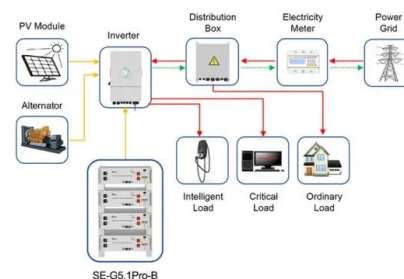 PV Module
Inverter
Distribution
Box
Electricity
Meter
Power
Grid
Alternator
Intelligent
Load
Critical
Load
Ordinary
Load
SE-G5.1Pro-B